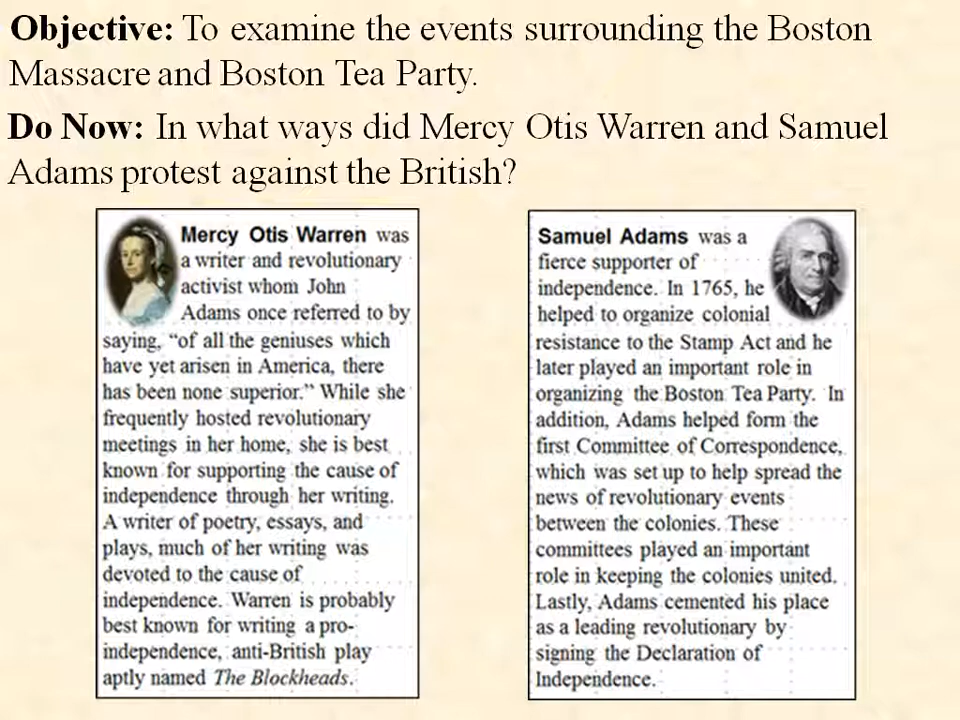 Objective: To examine the events surrounding the Boston
Massacre and Boston Tea Party.
Do Now: In what ways did Mercy Otis Warren and Samuel
Adams protest against the British?
Mercy Otis Warren was
a writer and revolutionary
activist whom John
Adams once referred to by
saying, “of all the geniuses which
have yet arisen in America, there
has been none superior.” While she
frequently hosted revolutionary
meetings in her home, she is best
known for supporting the cause of
independence through her writing.
A writer of poetry, essays, and
plays, much of her writing was
devoted to the cause of
independence. Warren is probably
best known for writing a pro-
independence, anti-British play
aptly named The Blockheads.
Samuel Adams was a
fierce supporter of
independence. In 1765, he
helped to organize colonial
resistance to the Stamp Act and he
later played an important role in
organizing the Boston Tea Party. In
addition, Adams helped form the
first Committee of Correspondence,
which was set up to help spread the
news of revolutionary events
between the colonies. These
committees played an important
role in keeping the colonies united.
Lastly, Adams cemented his place
as a leading revolutionary by
signing the Declaration of
Independence.